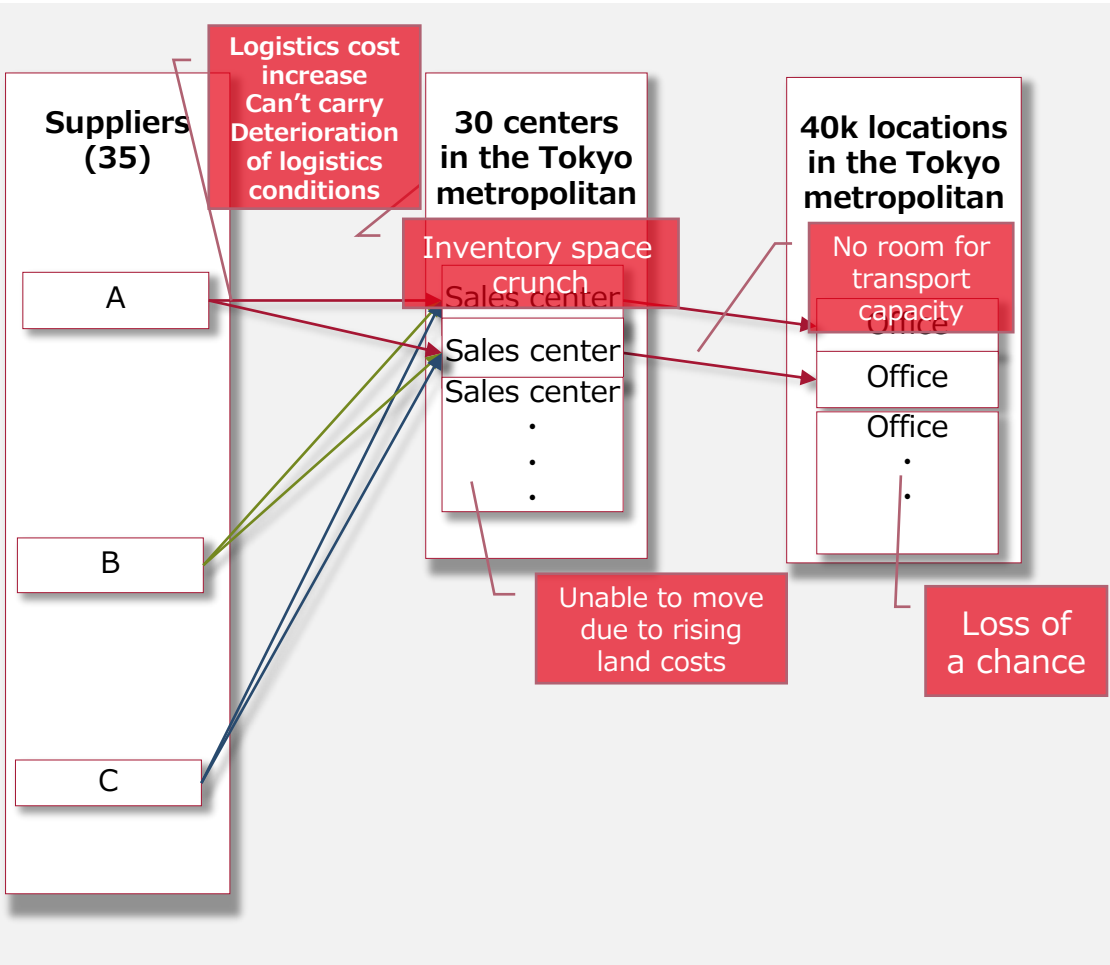 Logistics cost
increase
Can't carry
Deterioration
of logistics
conditions
Suppliers
(35)
A
B
C
30 centers
in the Tokyo
metropolitan
Inventory space
crunch
Sales center
Sales center
Sales center
.
.
.
Unable to move
due to rising
land costs
40k locations
in the Tokyo
metropolitan
No room for
transport
capacity
Office
Office
Office
.
.
Loss of
a chance